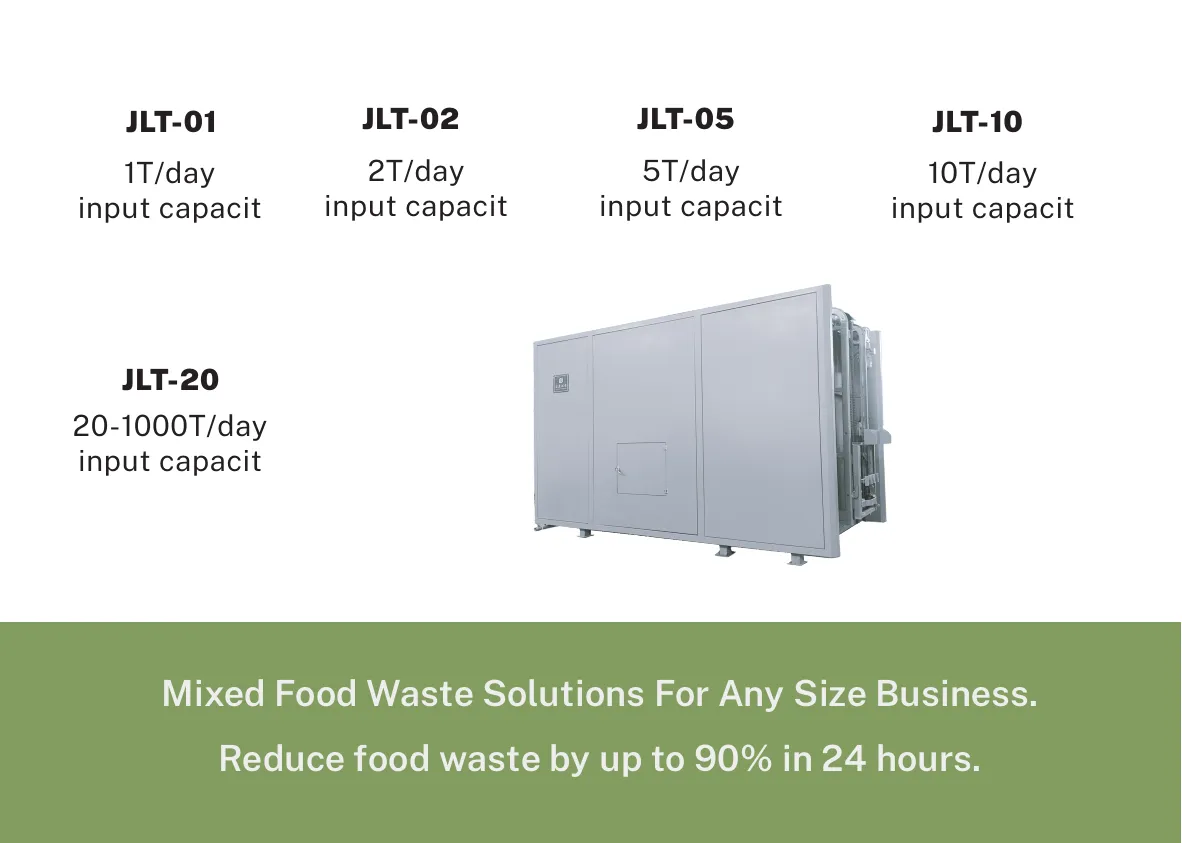 JLT-01
1T/day
input capacit
JLT-02
2T/day
input capacit
JLT-05
5T/day
input capacit
JLT-10
10T/day
input capacit
JLT-20
20-1000T/day
input capacit
Mixed Food Waste Solutions For Any Size Business.
Reduce food waste by up to 90% in 24 hours.